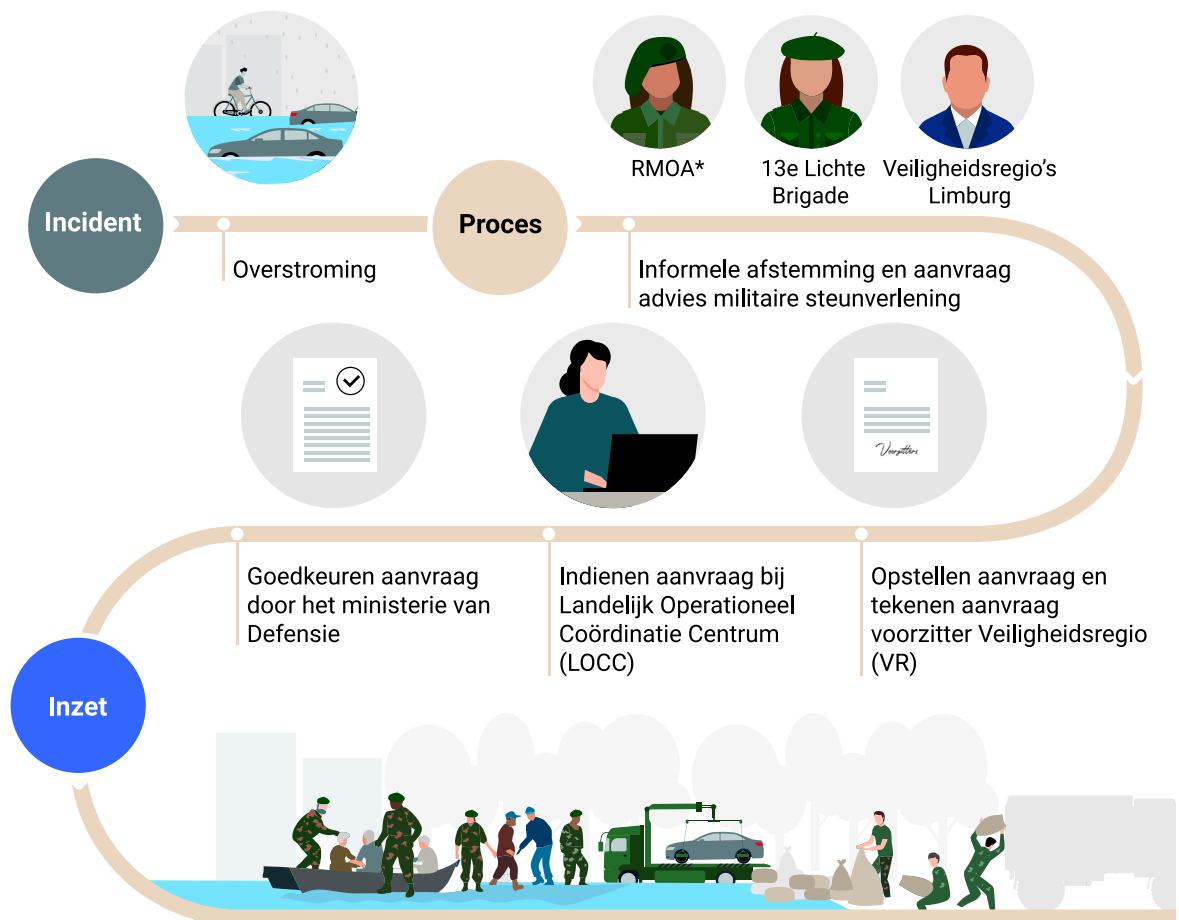 RMOA*
13e Lichte
Brigade
Veiligheidsregio's
Limburg
Incident
Proces
Overstroming
Informele afstemming en aanvraag
advies militaire steunverlening
Voorzitters
Goedkeuren aanvraag
door het ministerie van
Defensie
Indienen aanvraag bij
Landelijk Operationeel
Coördinatie Centrum
(LOCC)
Opstellen aanvraag en
tekenen aanvraag
voorzitter Veiligheidsregio
(VR)
Inzet